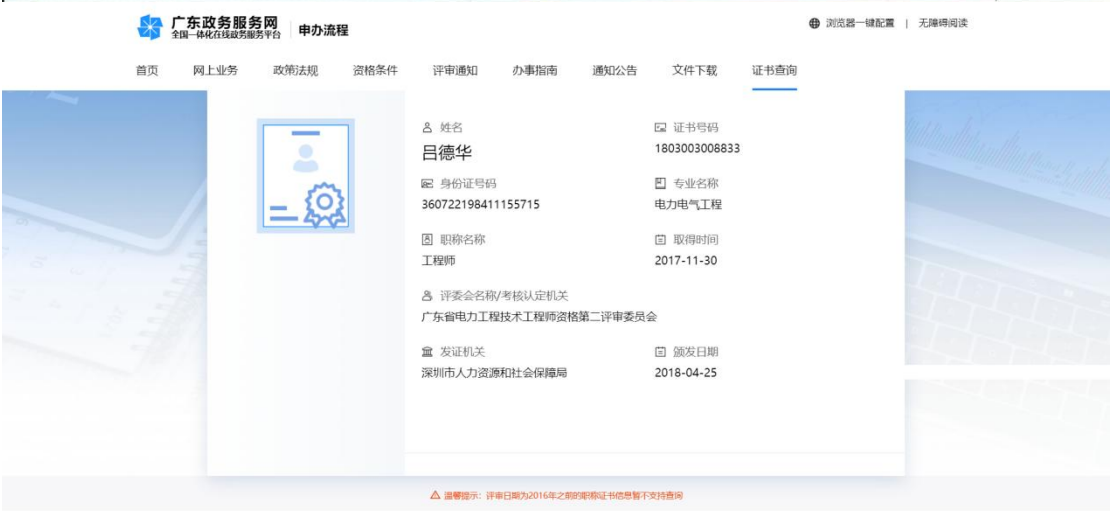 广东政务服务网
全国一体化在线政务服务平台
申办流程
浏览器一键配置 | 无障碍阅读
首页 网上业务 政策法规 资格条件 评审通知 办事指南 通知公告 文件下载 证书查询
姓名 证书号码
吕德华 1803003008833
身份证号码 专业名称
360722198411155715 电力电气工程
职称名称 取得时间
工程师 2017-11-30
评委会名称/考核认定机关
广东省电力工程技术工程师资格第二评审委员会
发证机关 颁发日期
深圳市人力资源和社会保障局 2018-04-25
温馨提示：评审日期为2016年之前的职称证书信息暂不支持查询